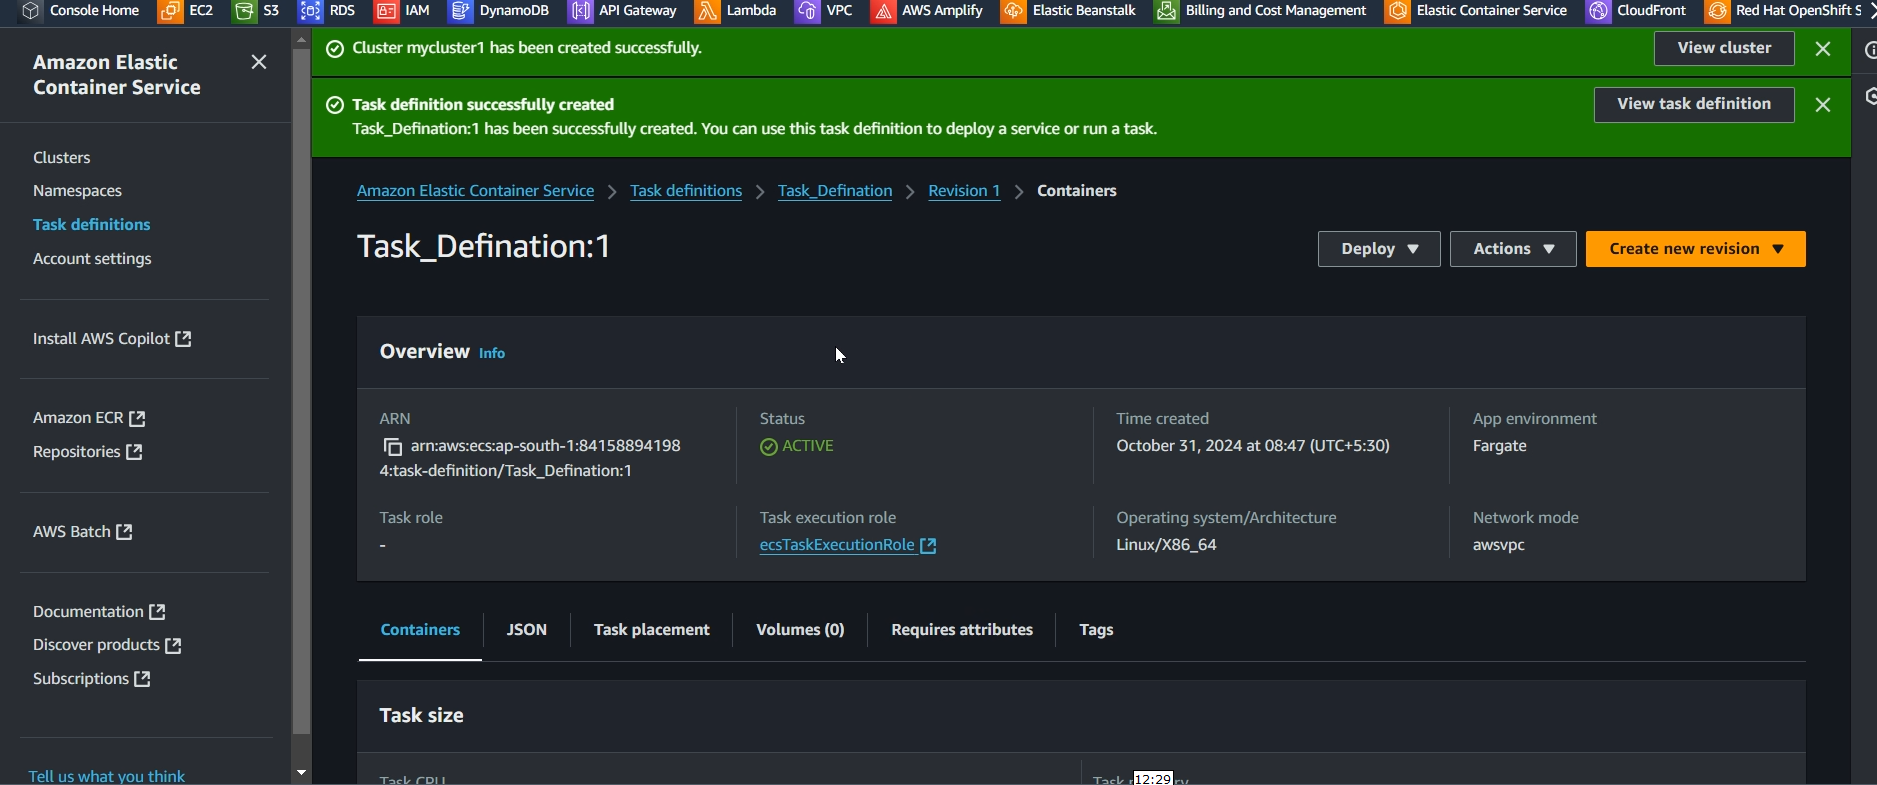 Console Home EC2 S3 RDS IAM DynamoDB API Gateway Lambda VPC AWS Amplify Elastic Beanstalk Billing and Cost Management Elastic Container Service CloudFront Red Hat OpenShift S
Amazon Elastic
Container Service
Clusters
Namespaces
Task definitions
Account settings
Install AWS Copilot
Amazon ECR
Repositories
AWS Batch
Documentation
Discover products
Subscriptions
Tell us what you think
Cluster mycluster1 has been created successfully.
View cluster
Task definition successfully created
View task definition
Task_Defination:1 has been successfully created. You can use this task definition to deploy a service or run a task.
Amazon Elastic Container Service > Task definitions > Task_Defination > Revision 1 > Containers
Task_Defination:1
Deploy Actions Create new revision
Overview Info
ARN
arn:aws:ecs:ap-south-1:84158894198
4:task-definition/Task_Defination:1
Status
ACTIVE
Time created
October 31, 2024 at 08:47 (UTC+5:30)
App environment
Fargate
Task role
-
Task execution role
ecsTaskExecutionRole
Operating system/Architecture
Linux/X86_64
Network mode
awsvpc
Containers JSON Task placement Volumes (0) Requires attributes Tags
Task size
Task CPU
Task
12:29